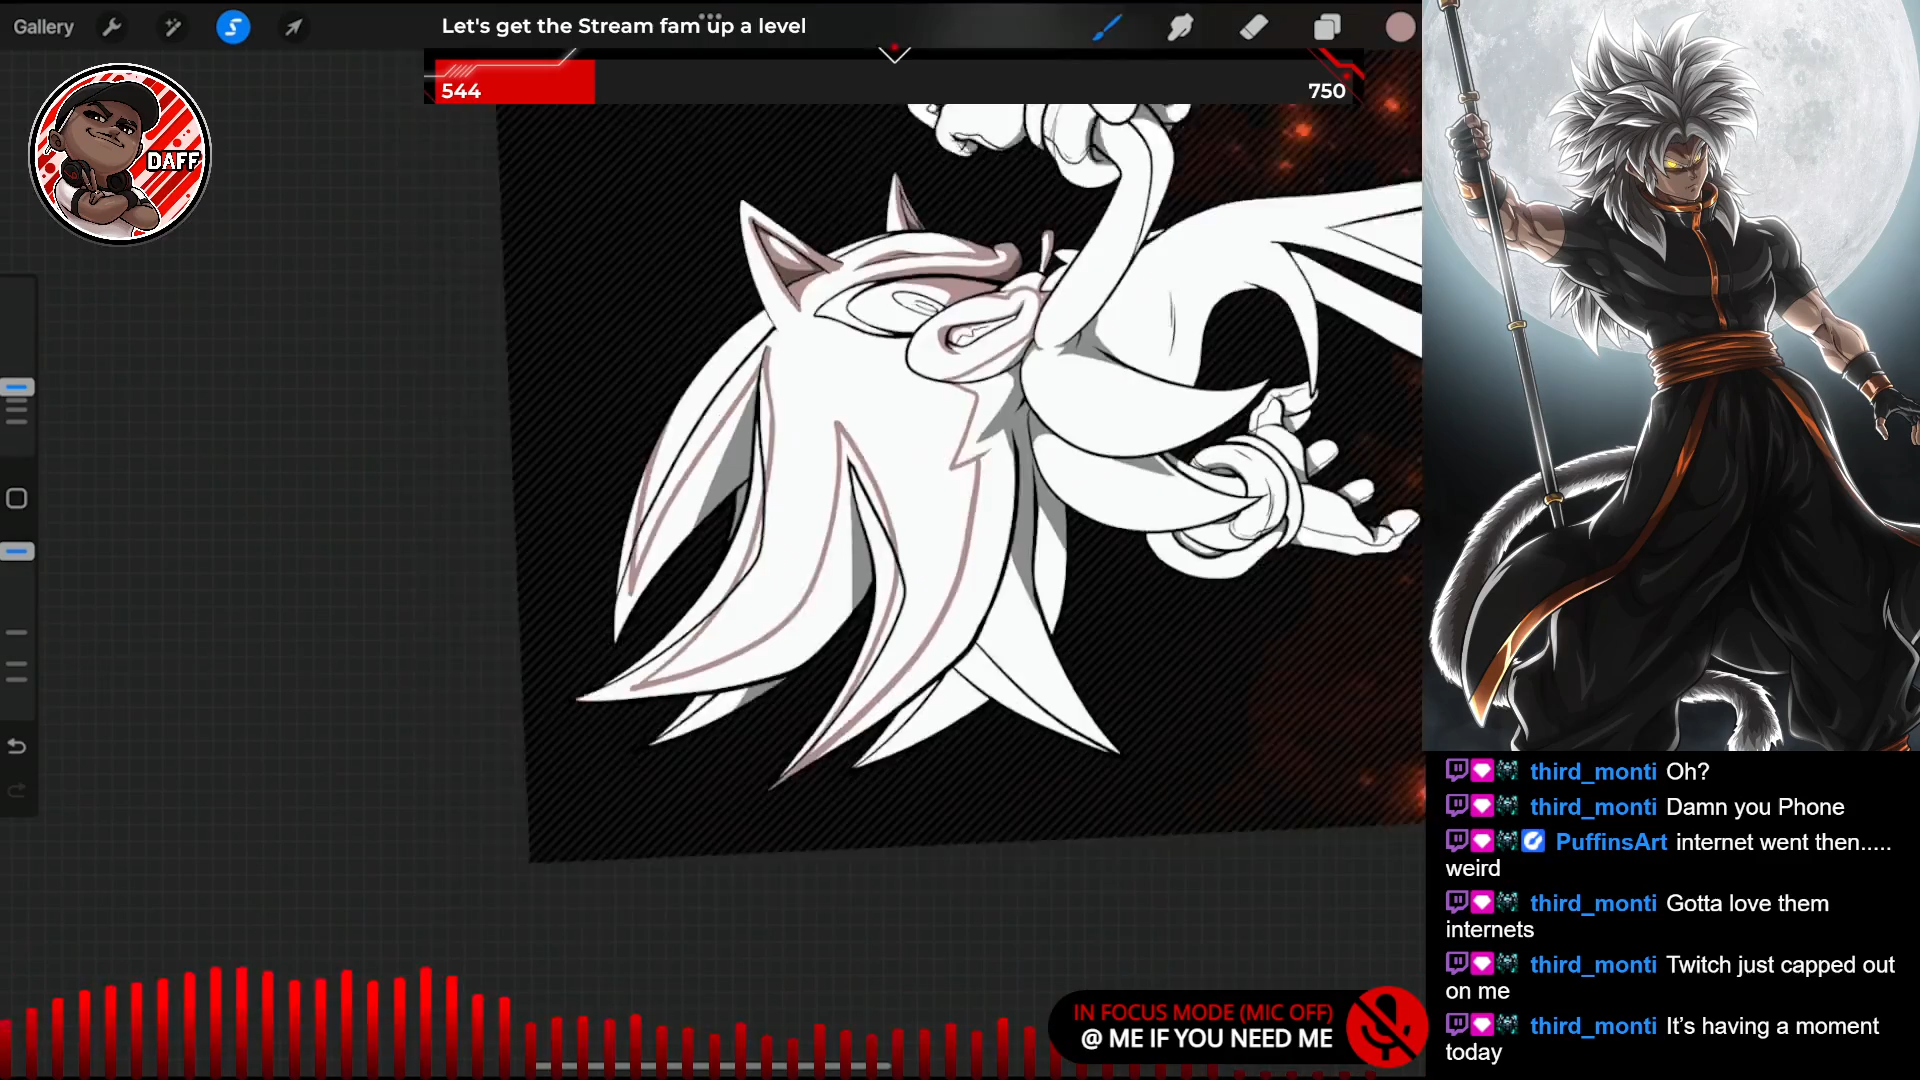 Gallery
Let's get the Stream fam up a level
544
750
DAFF
third_monti Oh?
third_monti Damn you Phone
PuffinsArt internet went then.....
weird
third_monti Gotta love them
internets
third_monti Twitch just capped out
on me
third_monti It’s having a moment
today
IN FOCUS MODE (MIC OFF)
@ ME IF YOU NEED ME